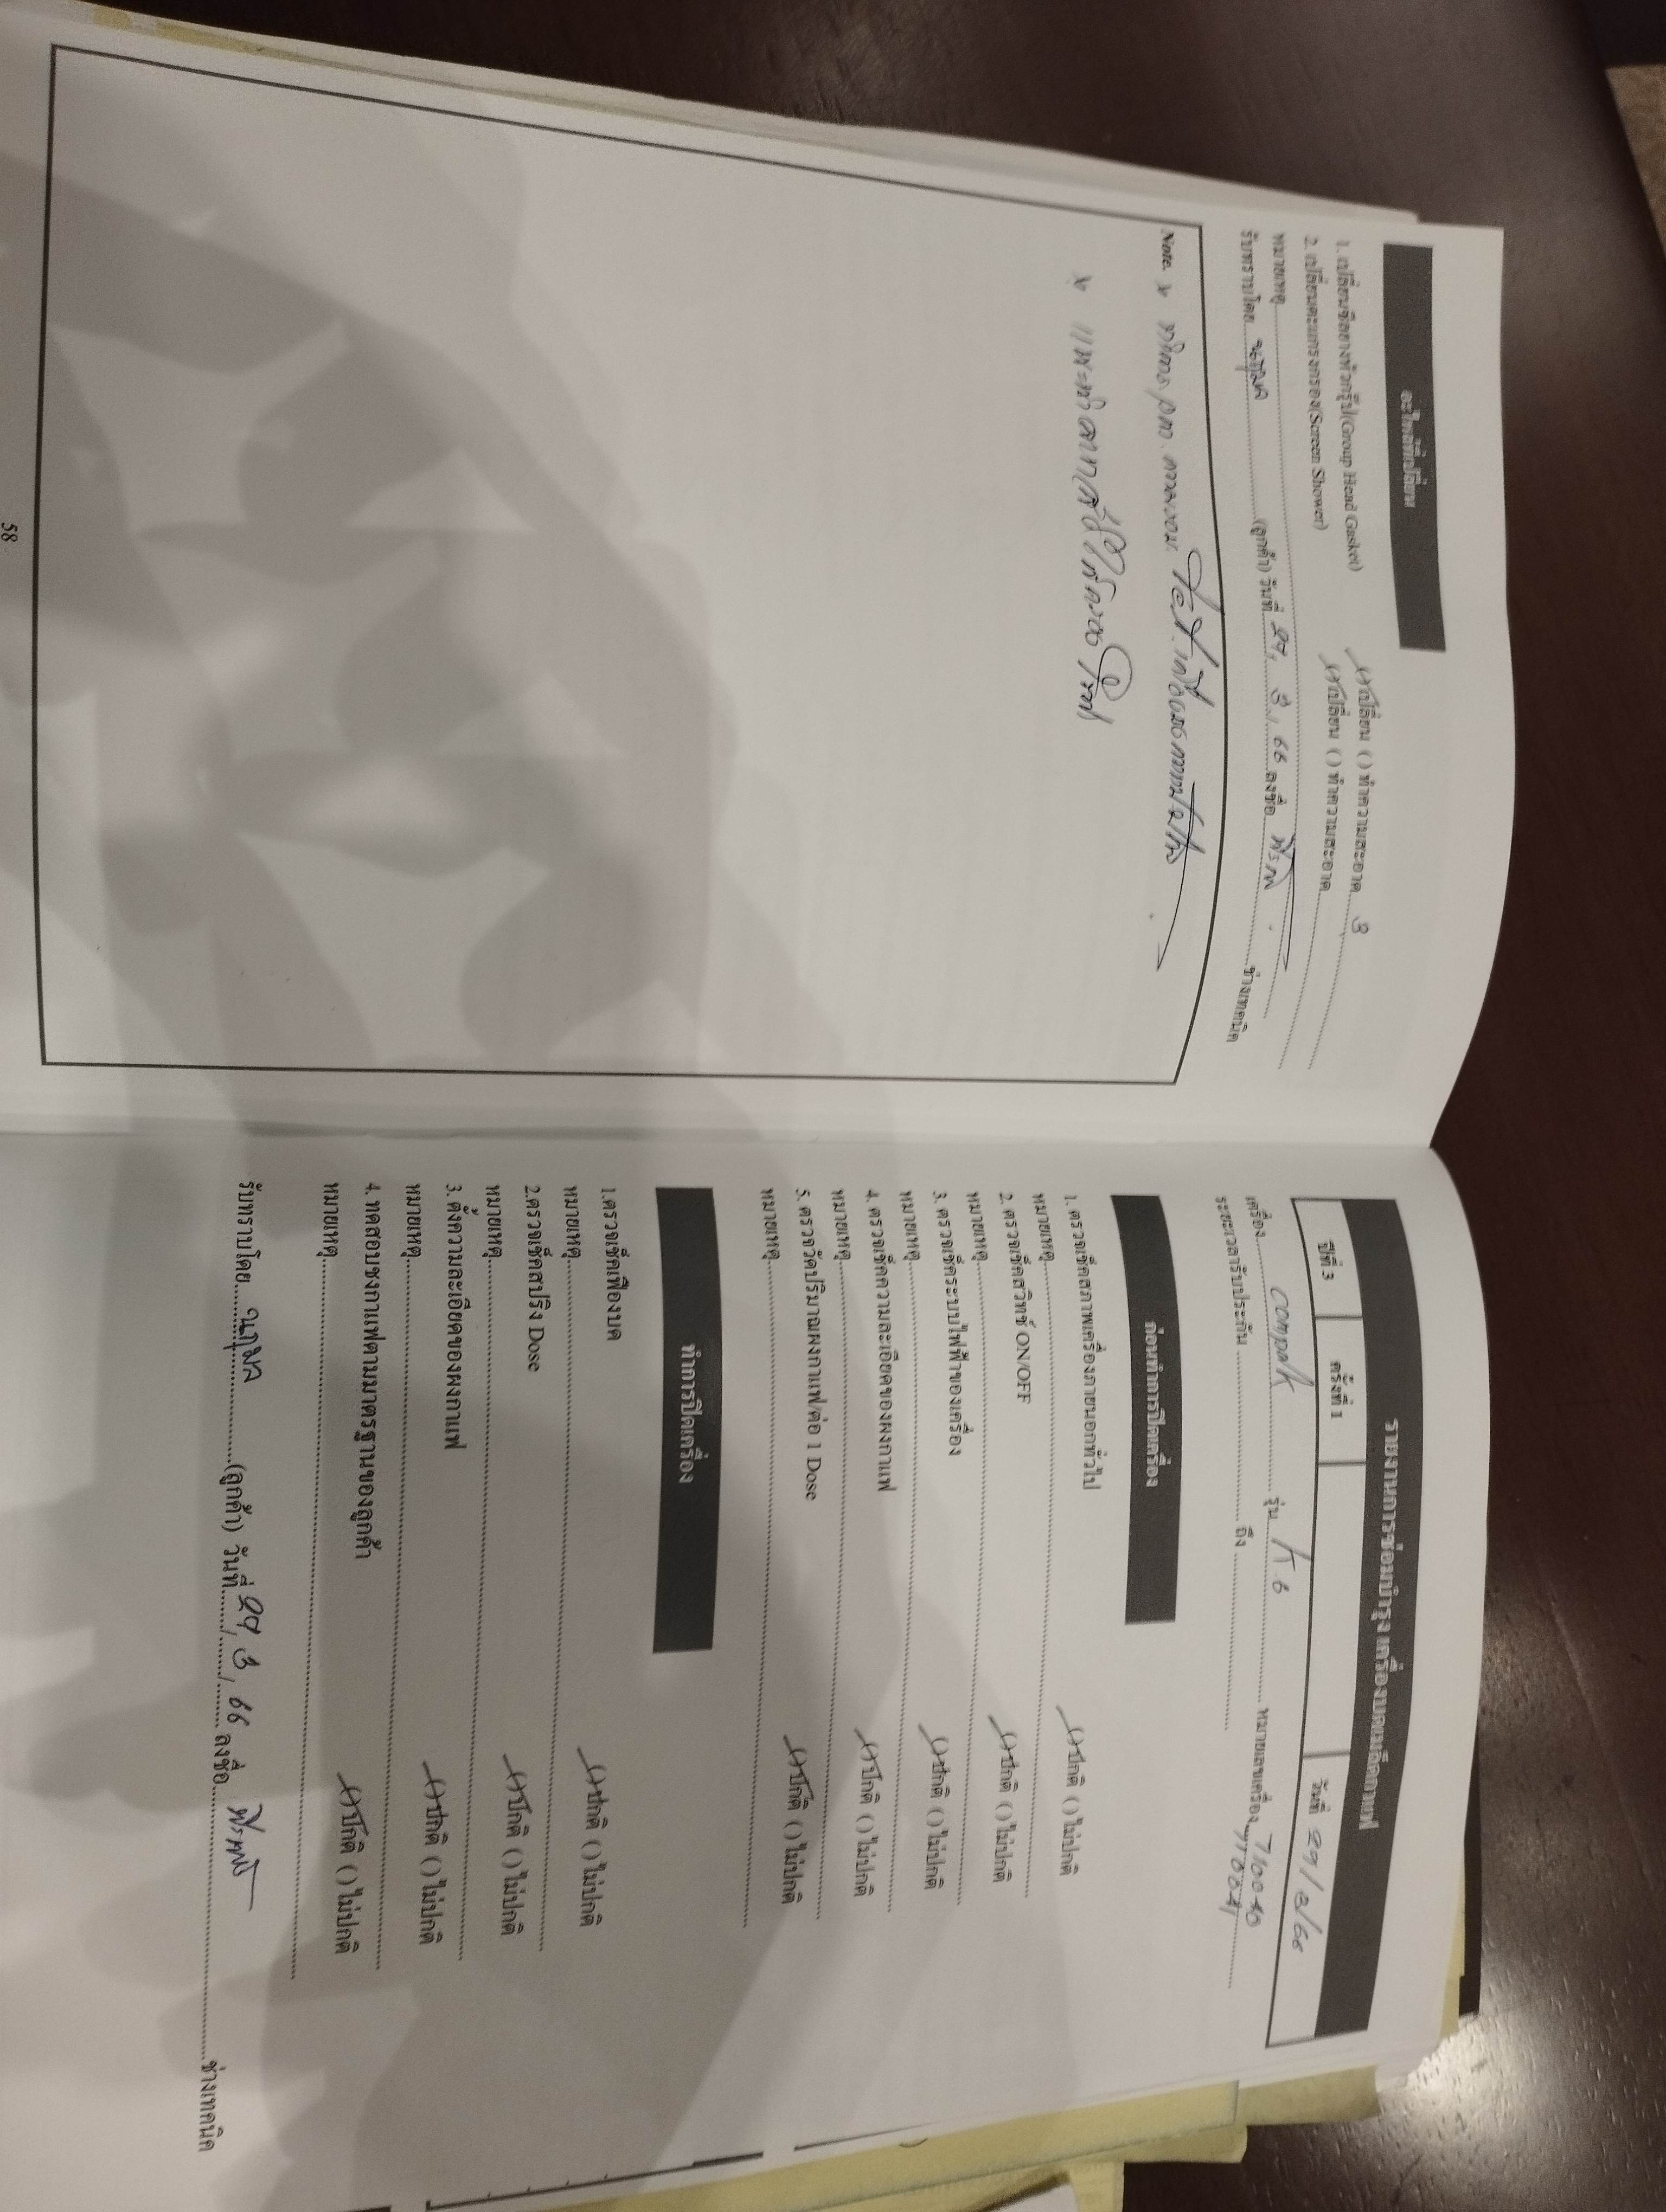 อะไหล่ที่เปลี่ยน
1. เปลี่ยนซีลยางหัวกรุ๊ป(Group Head Gasket) เปลี่ยน ( ) ทำความสะอาด 3
2. เปลี่ยนตะแกรงกรอง(Screen Shower) เปลี่ยน ( ) ทำความสะอาด
หมายเหตุ
รับทราบโดย (ลูกค้า) วันที่ 29, 3, 66 ลงชื่อ ช่างเทคนิค
Note. * ทำการ
* แนะนำ
58
รายงานการซ่อมบำรุง เครื่องบดเมล็ดกาแฟ
ปีที่ 3 ครั้งที่ 1 วันที่ 29/3/66
เครื่อง compak รุ่น K6 หมายเลขเครื่อง
ระยะเวลารับประกัน ถึง
ก่อนทำการปิดเครื่อง
1. ตรวจเช็คสภาพเครื่องภายนอกทั่วไป ปกติ ( ) ไม่ปกติ
หมายเหตุ
2. ตรวจเช็คสวิทซ์ ON/OFF ปกติ ( ) ไม่ปกติ
หมายเหตุ
3. ตรวจเช็คระบบไฟฟ้าของเครื่อง ปกติ ( ) ไม่ปกติ
หมายเหตุ
4. ตรวจเช็คความละเอียดของผงกาแฟ ปกติ ( ) ไม่ปกติ
หมายเหตุ
5. ตรวจวัดปริมาณผงกาแฟ/ต่อ 1 Dose ปกติ ( ) ไม่ปกติ
หมายเหตุ
ทำการปิดเครื่อง
1.ตรวจเช็คเฟืองบด ปกติ ( ) ไม่ปกติ
หมายเหตุ
2.ตรวจเช็คสปริง Dose ปกติ ( ) ไม่ปกติ
หมายเหตุ
3. ตั้งความละเอียดของผงกาแฟ ปกติ ( ) ไม่ปกติ
หมายเหตุ
4. ทดสอบชงกาแฟตามมาตรฐานของลูกค้า ปกติ ( ) ไม่ปกติ
หมายเหตุ
รับทราบโดย (ลูกค้า) วันที่ 29, 3, 66 ลงชื่อ ช่างเทคนิค